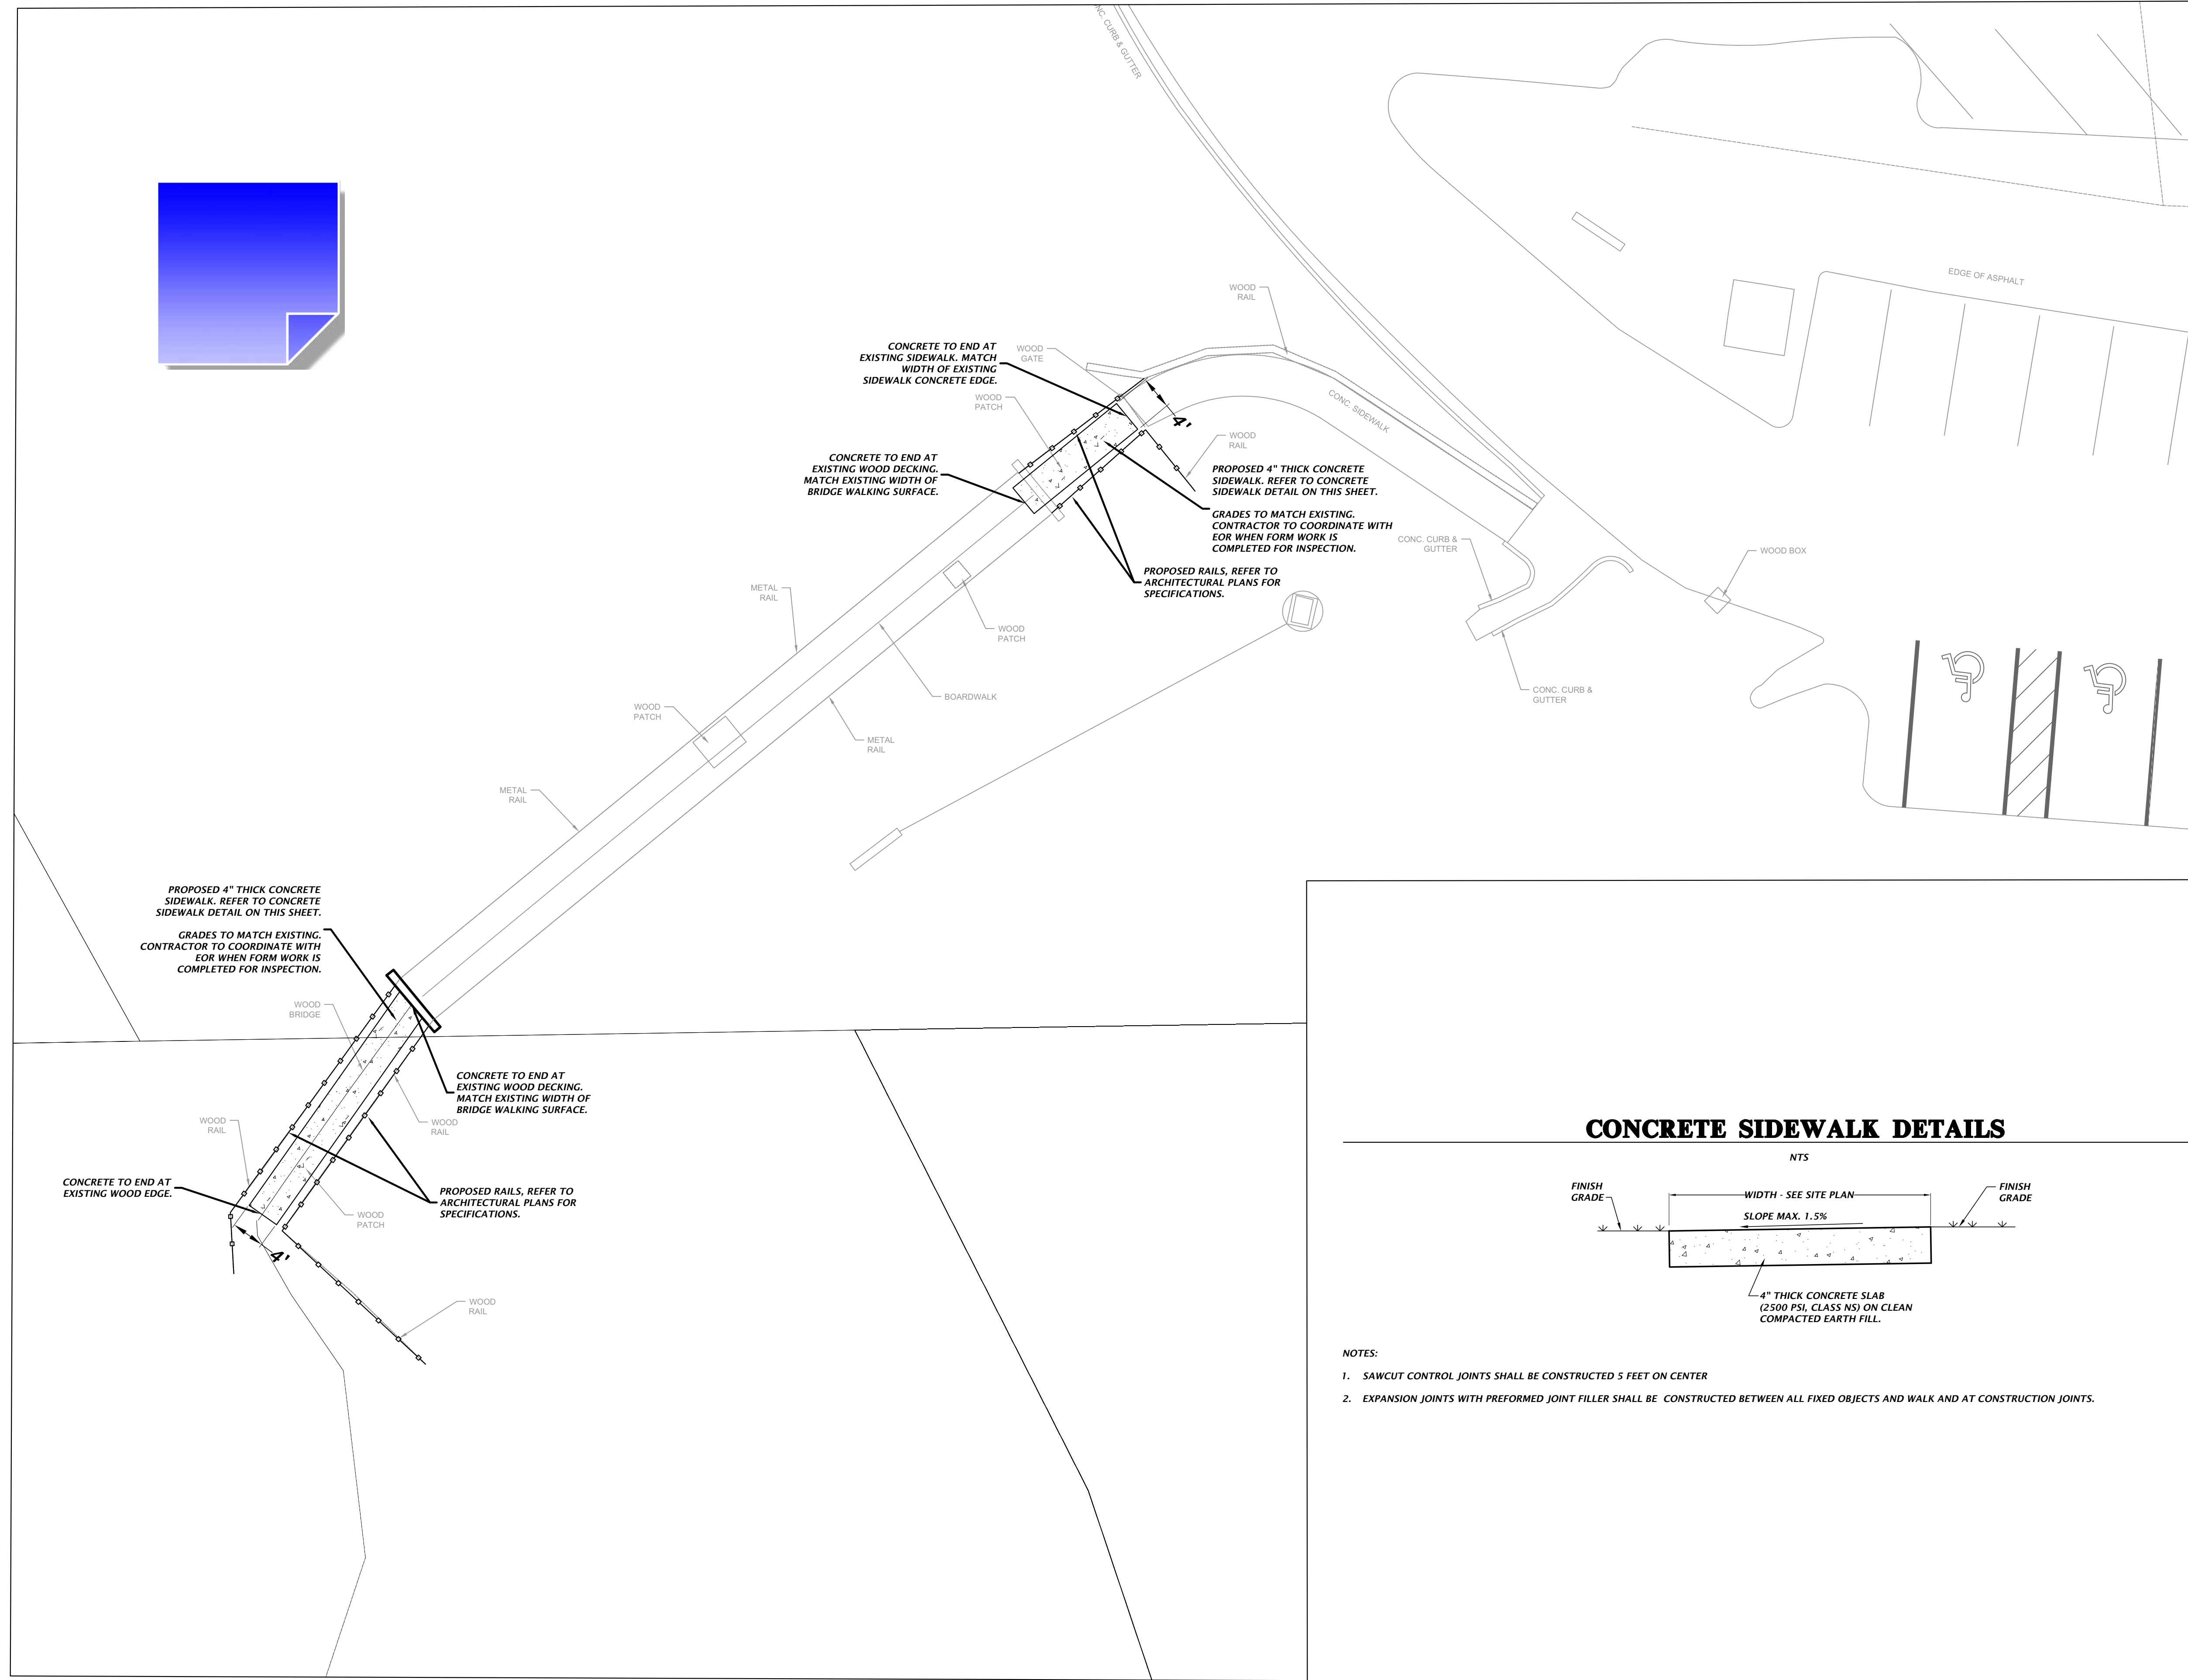 NC. CURB & GUTTER
EDGE OF ASPHALT
WOOD
RAIL
CONCRETE TO END AT
EXISTING SIDEWALK. MATCH
WIDTH OF EXISTING
SIDEWALK CONCRETE EDGE.
WOOD
GATE
WOOD
PATCH
CONC. SIDEWALK
4'
WOOD
RAIL
CONCRETE TO END AT
EXISTING WOOD DECKING.
MATCH EXISTING WIDTH OF
BRIDGE WALKING SURFACE.
PROPOSED 4" THICK CONCRETE
SIDEWALK. REFER TO CONCRETE
SIDEWALK DETAIL ON THIS SHEET.
GRADES TO MATCH EXISTING.
CONTRACTOR TO COORDINATE WITH
EOR WHEN FORM WORK IS
COMPLETED FOR INSPECTION.
CONC. CURB &
GUTTER
WOOD BOX
PROPOSED RAILS, REFER TO
ARCHITECTURAL PLANS FOR
SPECIFICATIONS.
METAL
RAIL
WOOD
PATCH
BOARDWALK
CONC. CURB &
GUTTER
WOOD
PATCH
METAL
RAIL
METAL
RAIL
PROPOSED 4" THICK CONCRETE
SIDEWALK. REFER TO CONCRETE
SIDEWALK DETAIL ON THIS SHEET.
GRADES TO MATCH EXISTING.
CONTRACTOR TO COORDINATE WITH
EOR WHEN FORM WORK IS
COMPLETED FOR INSPECTION.
WOOD
BRIDGE
CONCRETE TO END AT
EXISTING WOOD DECKING.
MATCH EXISTING WIDTH OF
BRIDGE WALKING SURFACE.
WOOD
RAIL
WOOD
RAIL
CONCRETE TO END AT
EXISTING WOOD EDGE.
PROPOSED RAILS, REFER TO
ARCHITECTURAL PLANS FOR
SPECIFICATIONS.
WOOD
PATCH
4'
WOOD
RAIL
CONCRETE SIDEWALK DETAILS
NTS
FINISH
GRADE
WIDTH - SEE SITE PLAN
FINISH
GRADE
SLOPE MAX. 1.5%
4" THICK CONCRETE SLAB
(2500 PSI, CLASS NS) ON CLEAN
COMPACTED EARTH FILL.
NOTES:
1. SAWCUT CONTROL JOINTS SHALL BE CONSTRUCTED 5 FEET ON CENTER
2. EXPANSION JOINTS WITH PREFORMED JOINT FILLER SHALL BE CONSTRUCTED BETWEEN ALL FIXED OBJECTS AND WALK AND AT CONSTRUCTION JOINTS.